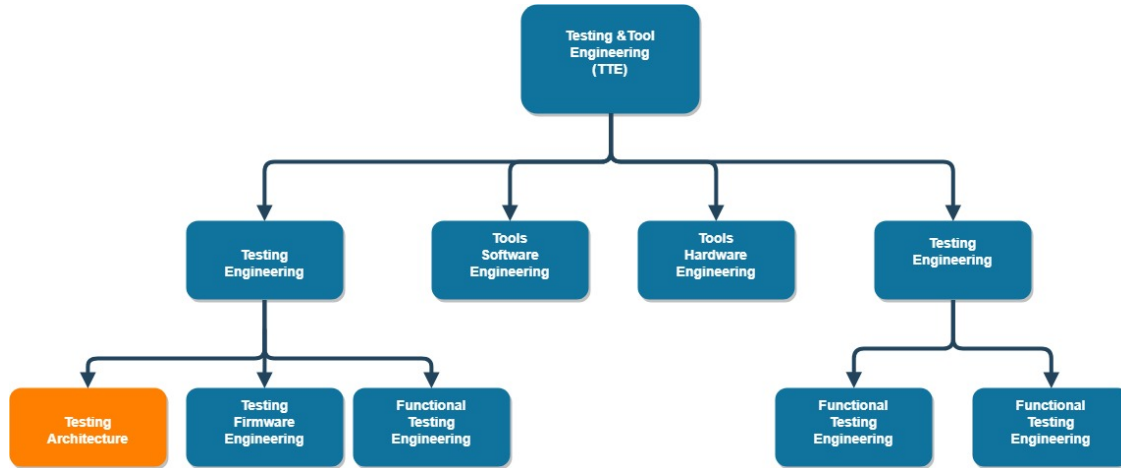 Testing &Tool
Engineering
(TTE)
Testing
Engineering
Tools
Software
Engineering
Tools
Hardware
Engineering
Testing
Engineering
Testing
Architecture
Testing
Firmware
Engineering
Functional
Testing
Engineering
Functional
Testing
Engineering
Functional
Testing
Engineering